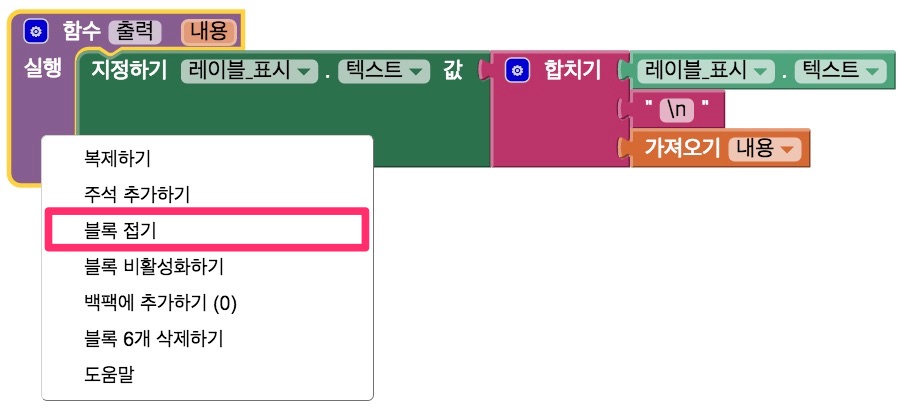 함수 출력 내용
실행 지정하기 레이블_표시 . 텍스트 값 합치기 레이블_표시 . 텍스트
" \n "
가져오기 내용
복제하기
주석 추가하기
블록 접기
블록 비활성화하기
백팩에 추가하기 (0)
블록 6개 삭제하기
도움말